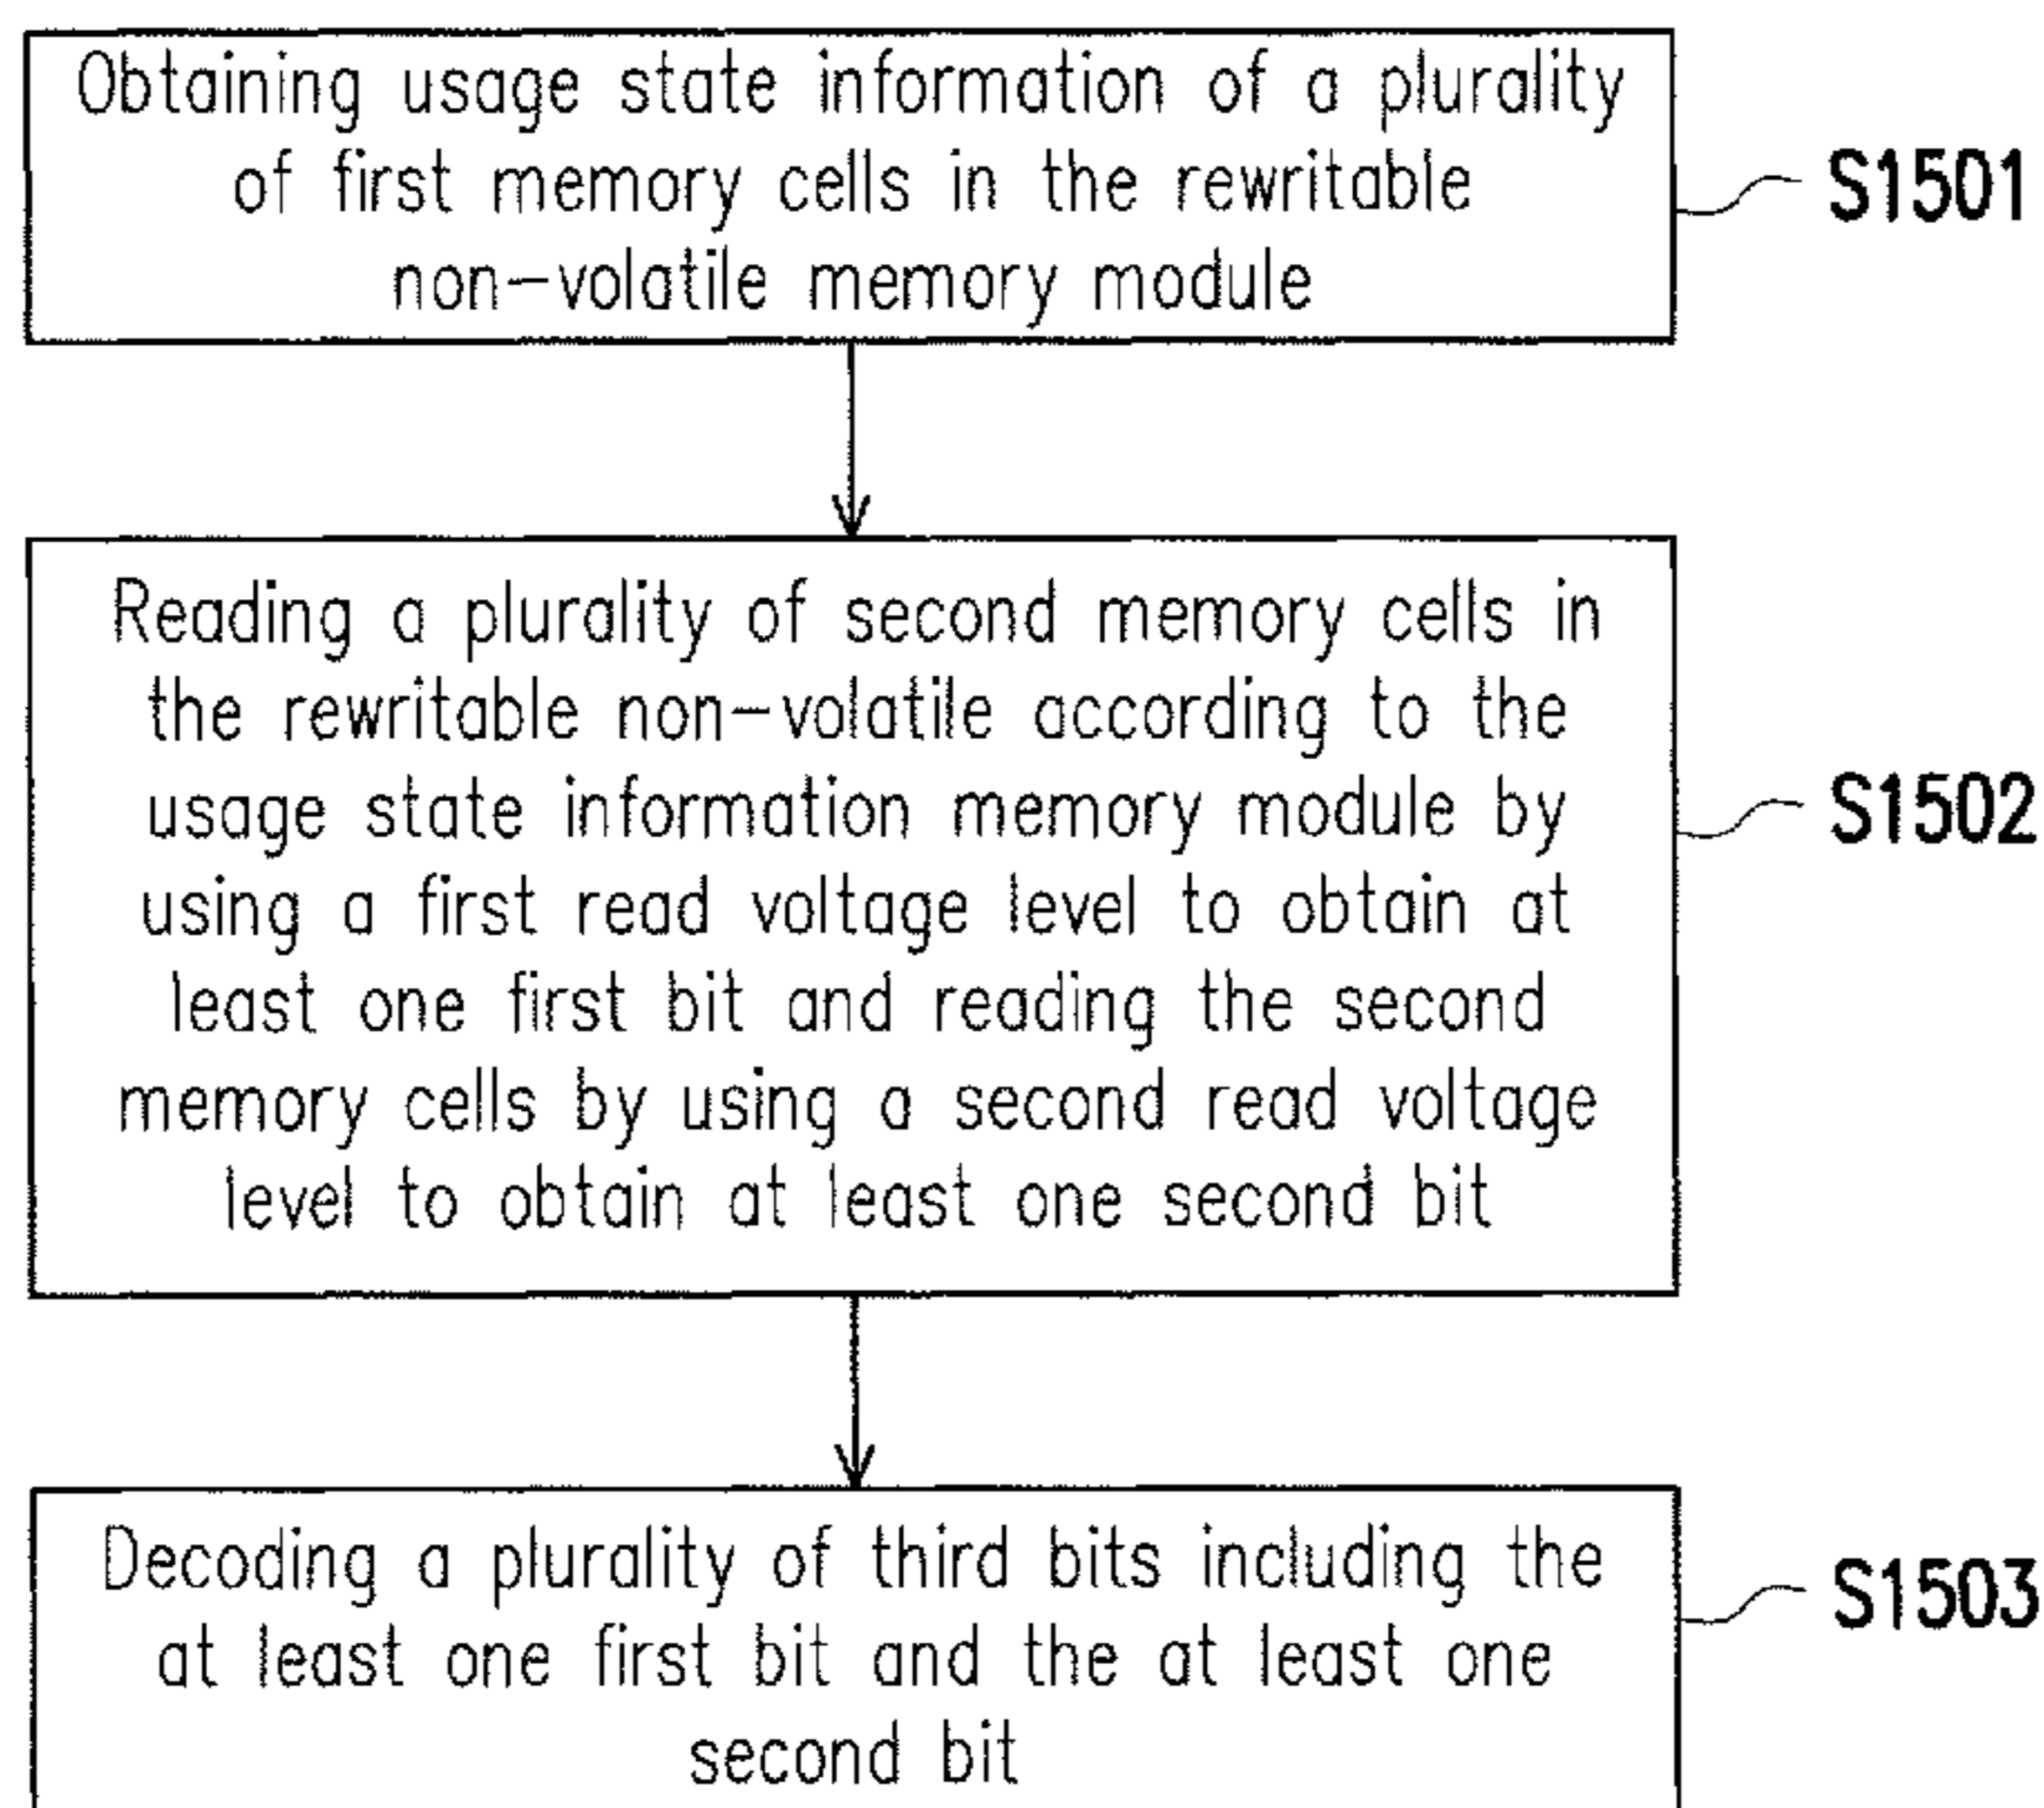 Obtaining usage state information of a plurality
of first memory cells in the rewritable
non-volatile memory module
S1501
Reading a plurality of second memory cells in
the rewritable non-volatile according to the
usage state information memory module by
using a first read voltage level to obtain at
least one first bit and reading the second
memory cells by using a second read voltage
level to obtain at least one second bit
S1502
Decoding a plurality of third bits including the
at least one first bit and the at least one
second bit
S1503